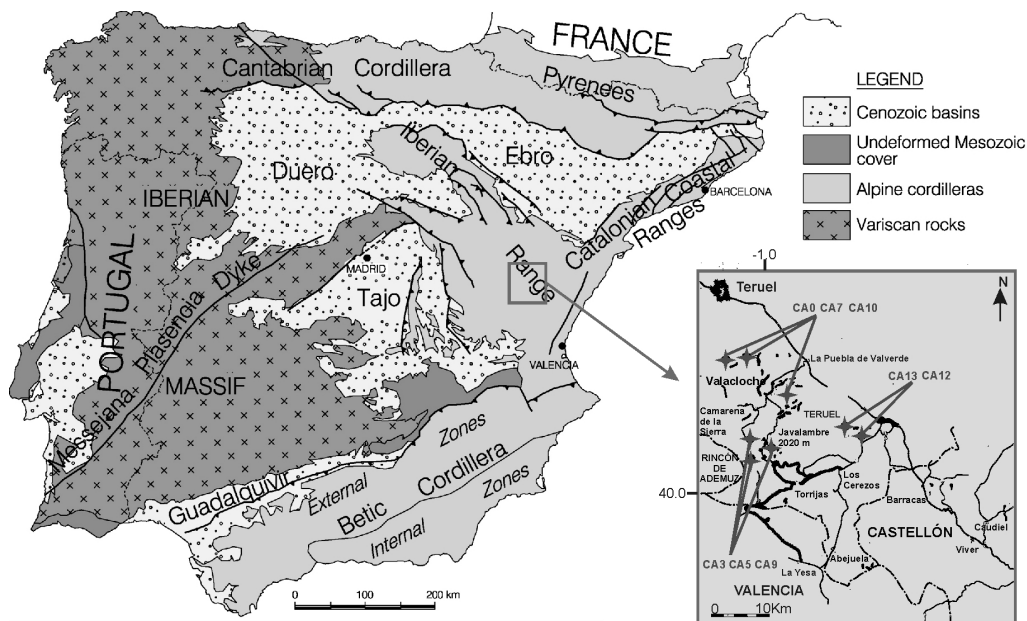 FRANCE
Cantabrian Cordillera
Pyrenees
Iberian
Range
Ebro
Duero
Catalonian Coastal
Ranges
BARCELONA
IBERIAN
MASSIF
PORTUGAL
Messejana Plasencia Dyke
MADRID
Tajo
VALENCIA
Guadalquivir
External Zones
Betic Cordillera
Internal Zones
0 100 200 km
LEGEND
Cenozoic basins
Undeformed Mesozoic
cover
Alpine cordilleras
Variscan rocks
-1.0
Teruel
N
CA0 CA7 CA10
La Puebla de Valverde
Valacloche
CA13 CA12
Camarena
de la
Sierra
TERUEL
Javalambre
2020 m
RINCÓN
DE
ADEMUZ
40.0
Los
Cerezos
Torrijas
Barracas
CASTELLÓN
Caudiel
Viver
Abejuela
La Yesa
CA3 CA5 CA9
VALENCIA
0 10Km